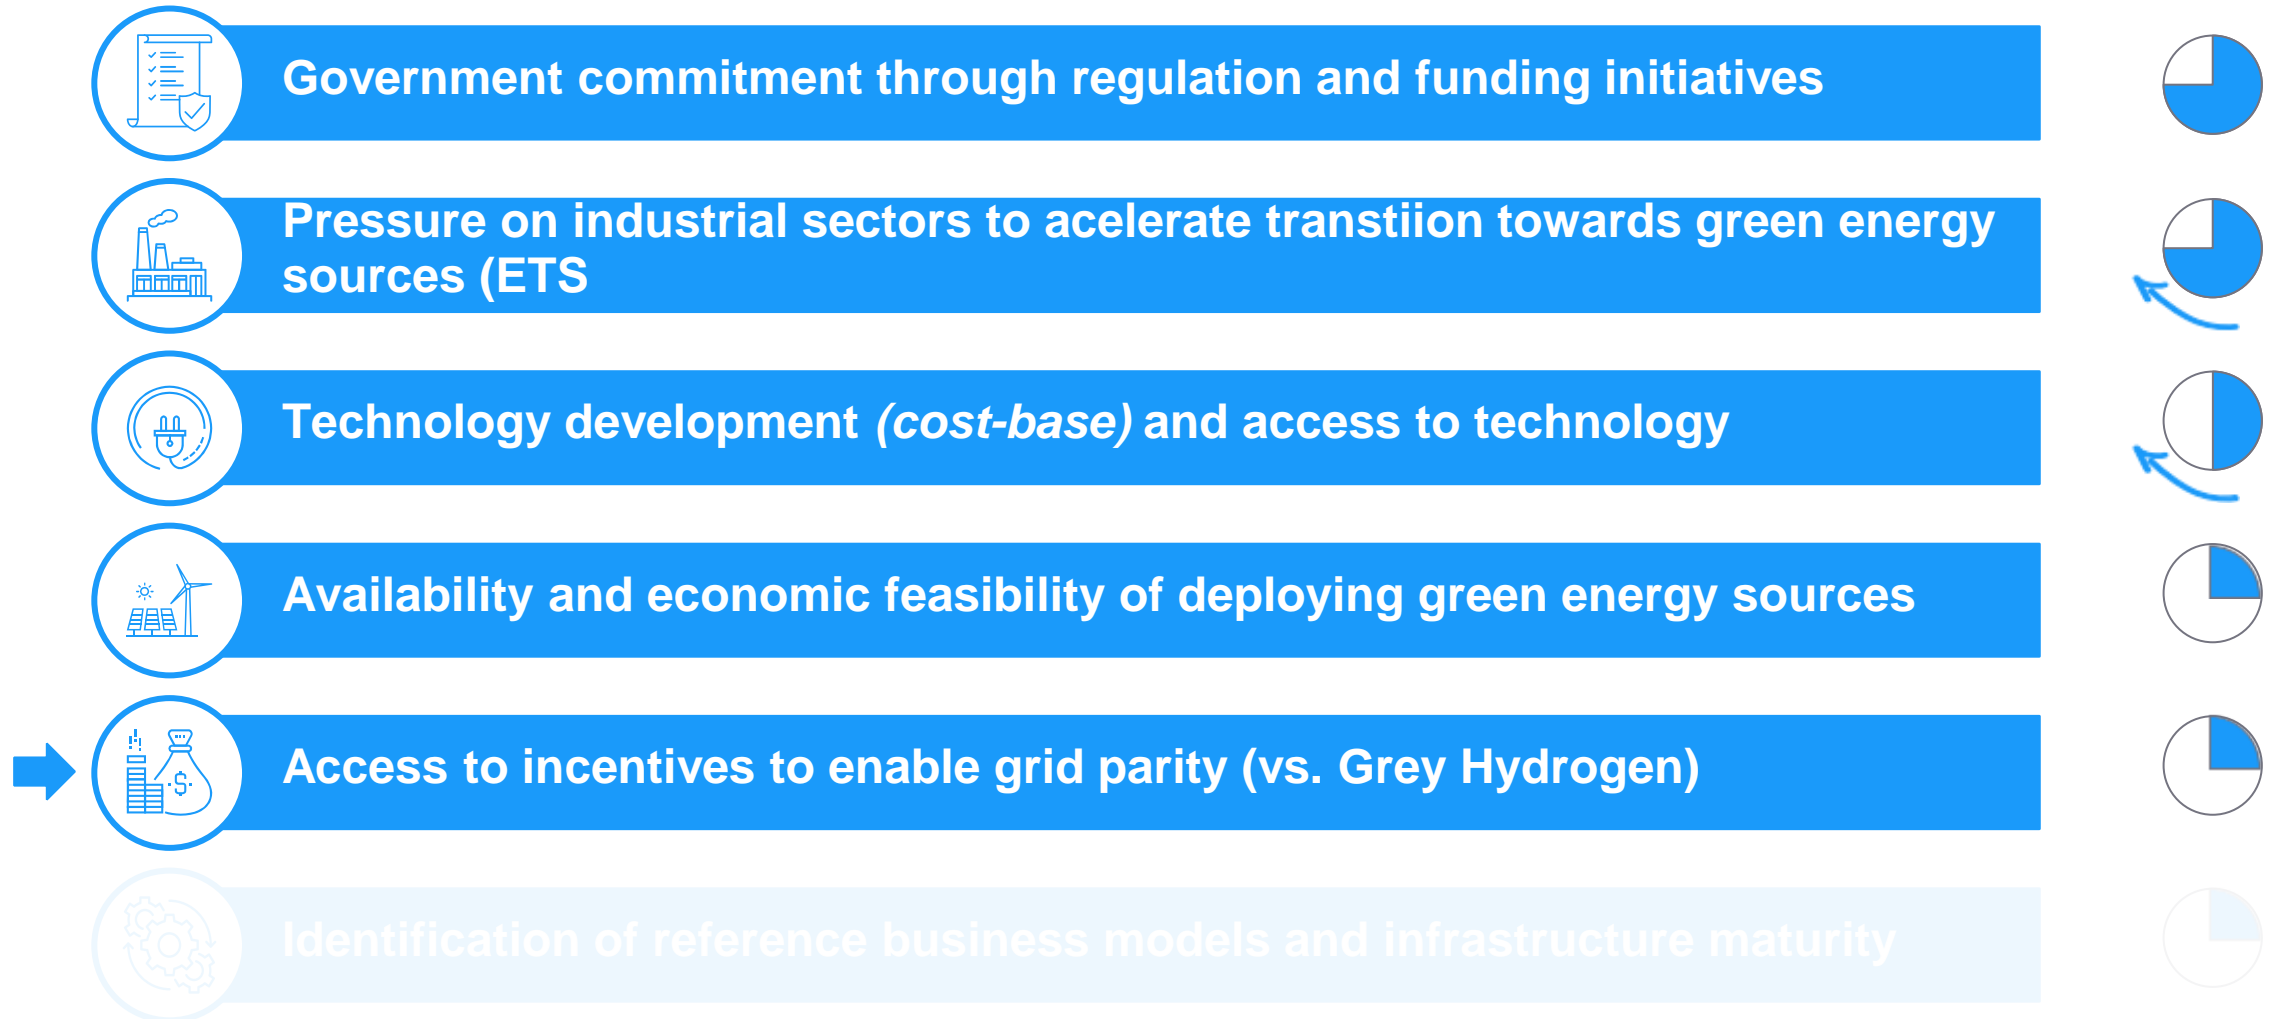 Government commitment through regulation and funding initiatives
Pressure on industrial sectors to acelerate transtiion towards green energy
sources (ETS
Technology development (cost-base) and access to technology
Availability and economic feasibility of deploying green energy sources
Access to incentives to enable grid parity (vs. Grey Hydrogen)
Identification of reference business models and infrastructure maturity